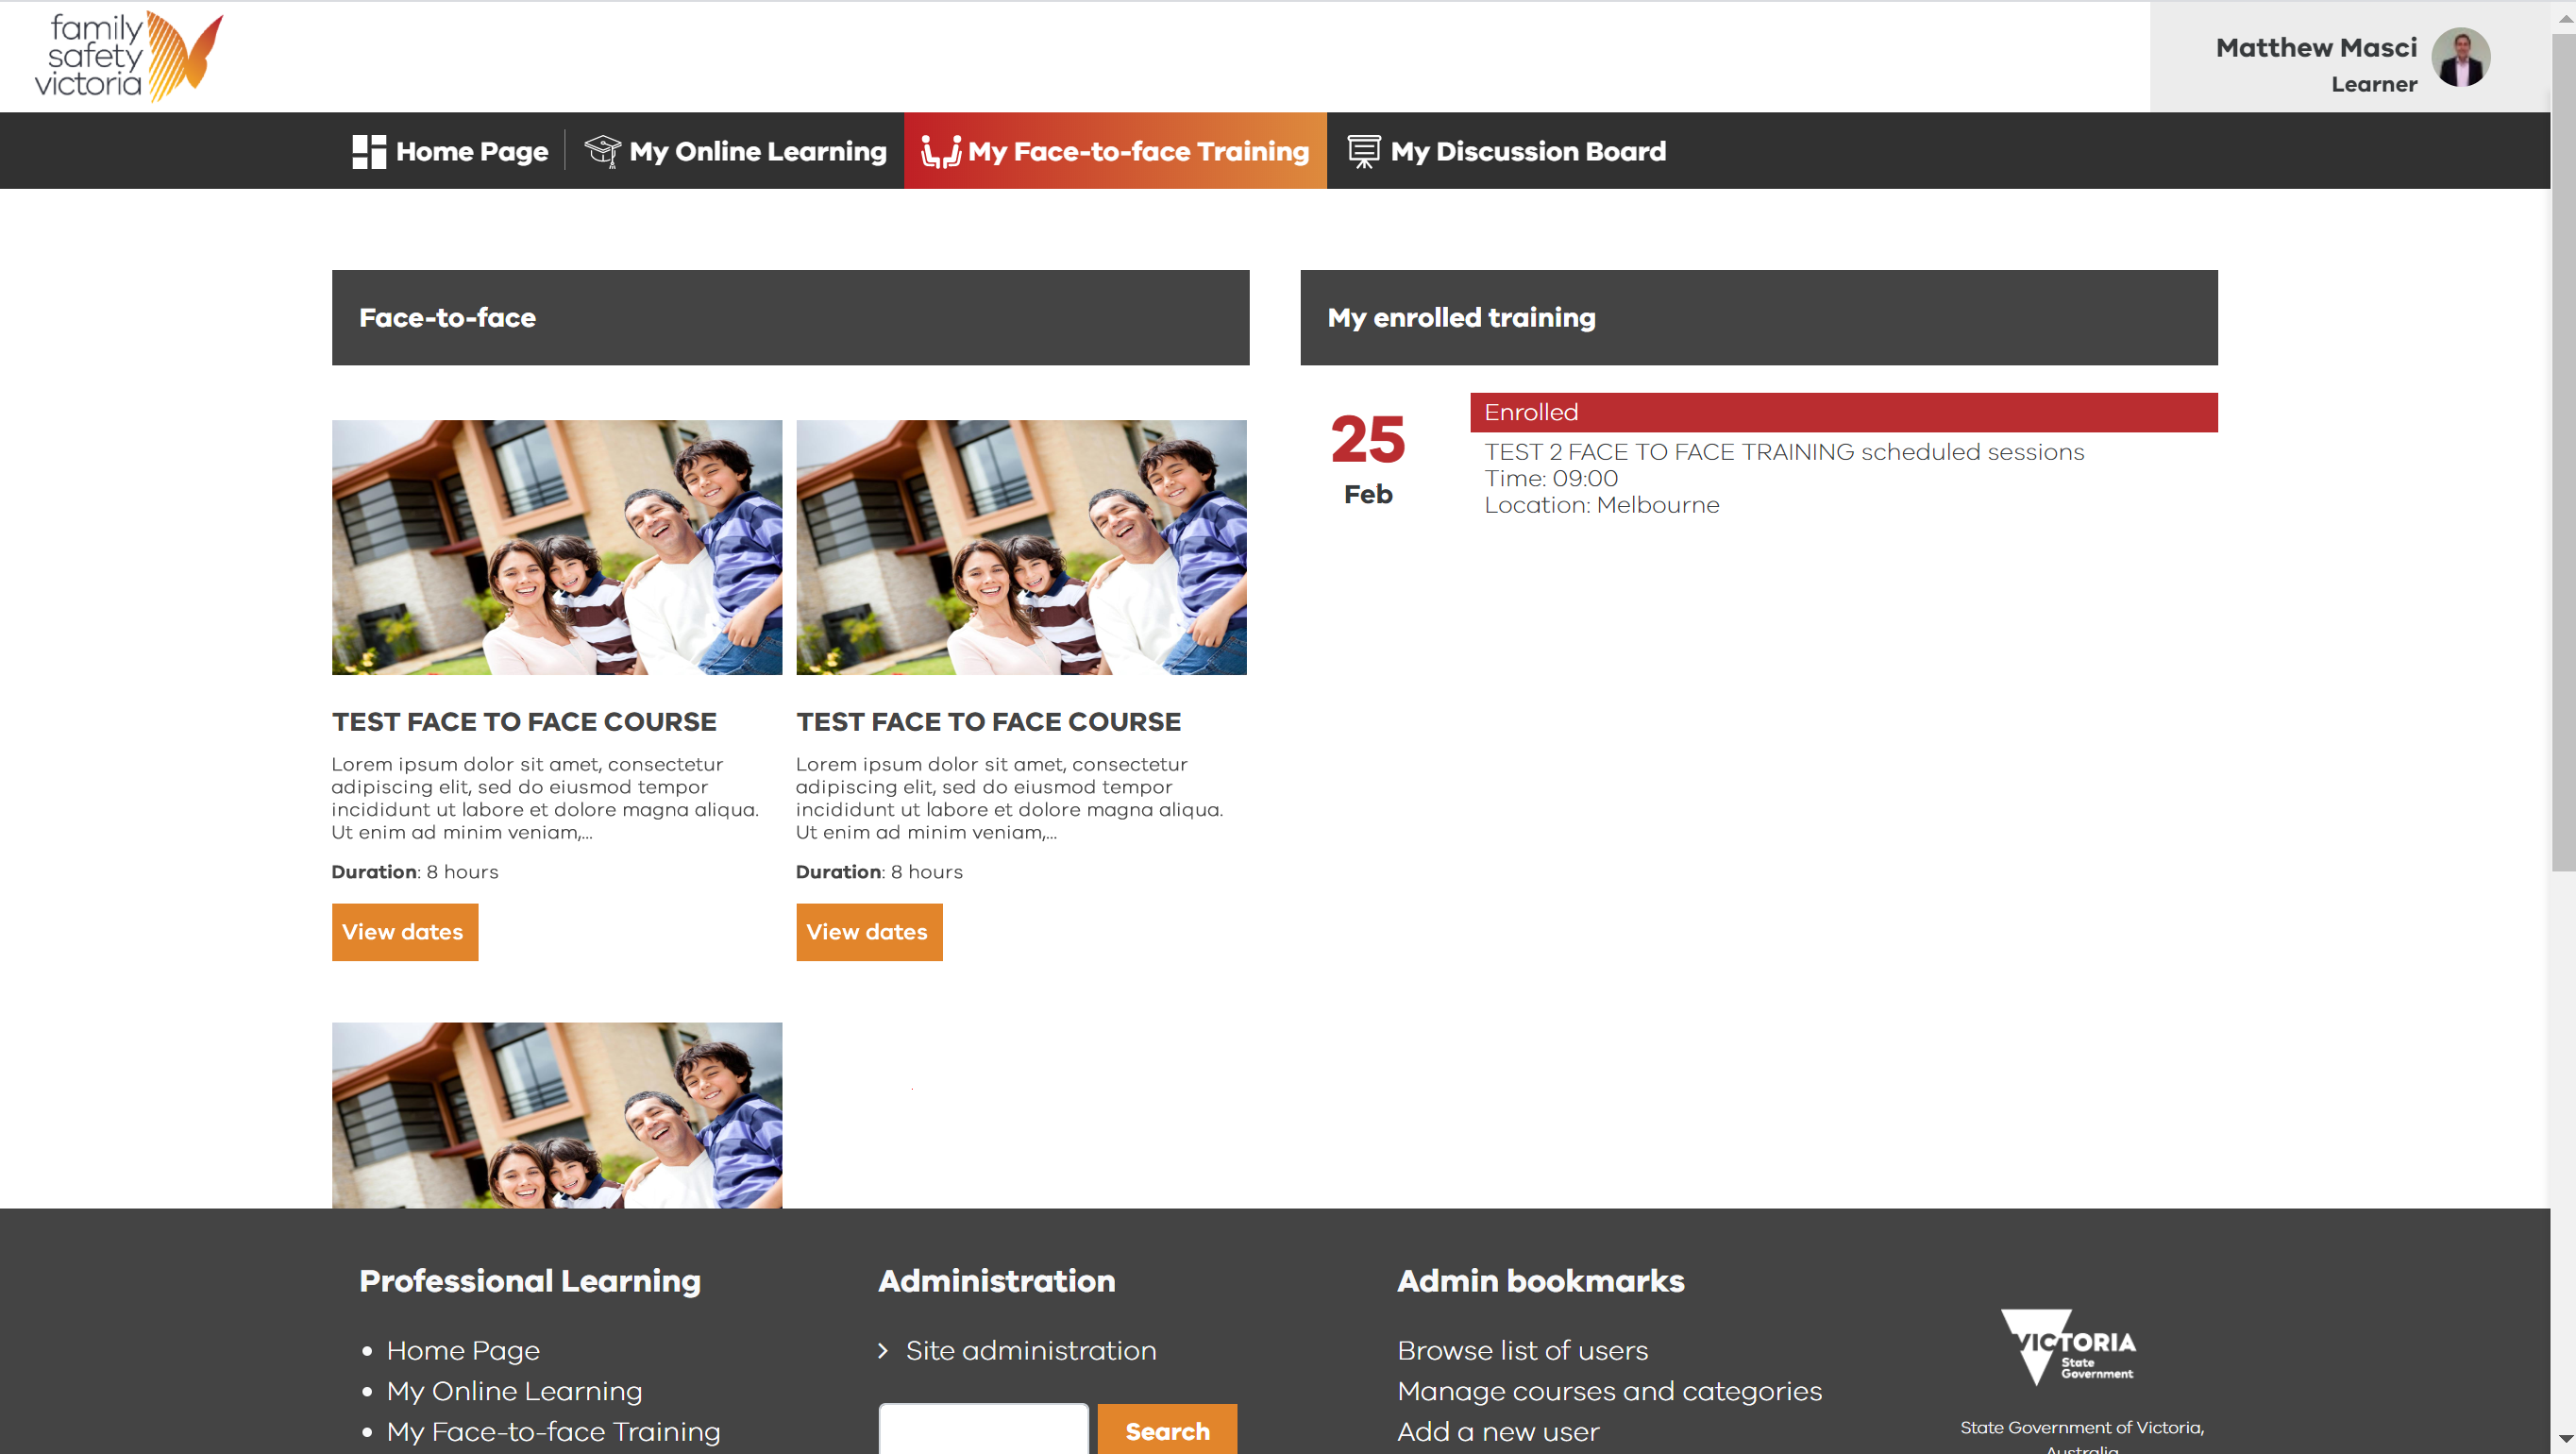 family
safety
victoria
Matthew Masci
Learner
Home Page
My Online Learning
My Face-to-face Training
My Discussion Board
Face-to-face
My enrolled training
25
Feb
Enrolled
TEST 2 FACE TO FACE TRAINING scheduled sessions
Time: 09:00
Location: Melbourne
TEST FACE TO FACE COURSE
Lorem ipsum dolor sit amet, consectetur
adipiscing elit, sed do eiusmod tempor
incididunt ut labore et dolore magna aliqua.
Ut enim ad minim veniam,...
Duration: 8 hours
View dates
TEST FACE TO FACE COURSE
Lorem ipsum dolor sit amet, consectetur
adipiscing elit, sed do eiusmod tempor
incididunt ut labore et dolore magna aliqua.
Ut enim ad minim veniam,...
Duration: 8 hours
View dates
Professional Learning
• Home Page
• My Online Learning
• My Face-to-face Training
Administration
Site administration
Search
Admin bookmarks
Browse list of users
Manage courses and categories
Add a new user
VICTORIA
State
Government
State Government of Victoria,
Australia